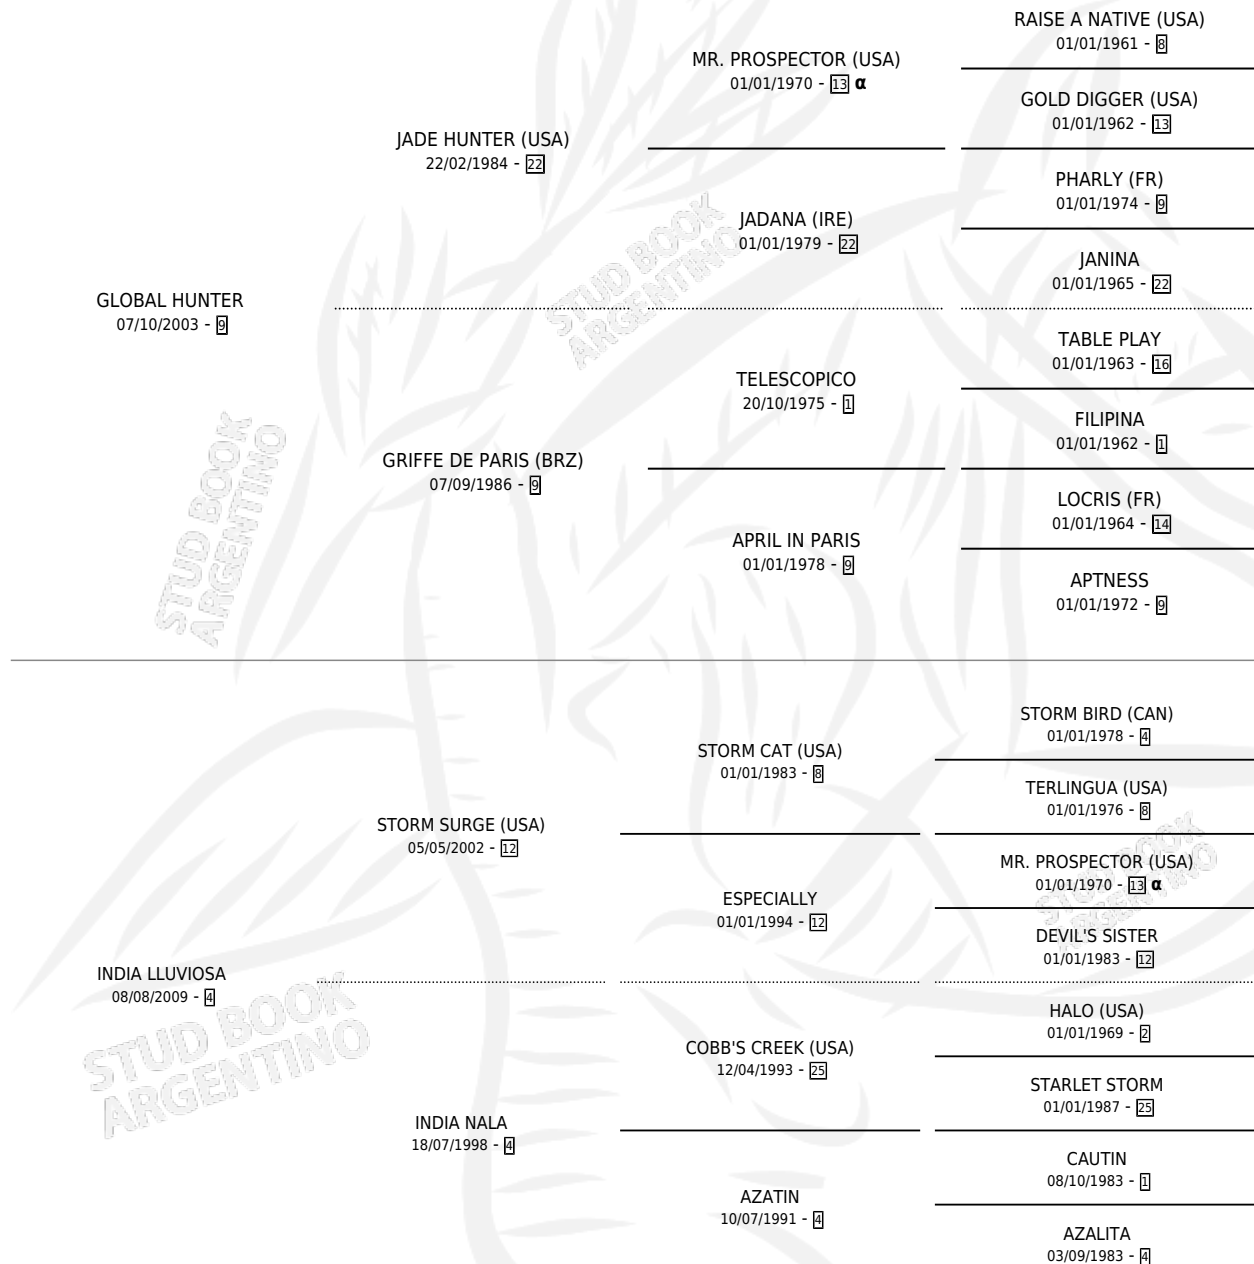 RAISE A NATIVE (USA)
01/01/1961 - 8
MR. PROSPECTOR (USA)
01/01/1970 - 13 α
GOLD DIGGER (USA)
01/01/1962 - 13
JADE HUNTER (USA)
22/02/1984 - 22
PHARLY (FR)
01/01/1974 - 9
JADANA (IRE)
01/01/1979 - 22
JANINA
01/01/1965 - 22
GLOBAL HUNTER
07/10/2003 - 9
TABLE PLAY
01/01/1963 - 16
TELESCOPICO
20/10/1975 - 1
FILIPINA
01/01/1962 - 1
GRIFFE DE PARIS (BRZ)
07/09/1986 - 9
LOCRIS (FR)
01/01/1964 - 14
APRIL IN PARIS
01/01/1978 - 9
APTNESS
01/01/1972 - 9
STORM BIRD (CAN)
01/01/1978 - 4
STORM CAT (USA)
01/01/1983 - 8
TERLINGUA (USA)
01/01/1976 - 8
STORM SURGE (USA)
05/05/2002 - 12
MR. PROSPECTOR (USA)
01/01/1970 - 13 α
ESPECIALLY
01/01/1994 - 12
DEVIL'S SISTER
01/01/1983 - 12
INDIA LLUVIOSA
08/08/2009 - 4
HALO (USA)
01/01/1969 - 2
COBB'S CREEK (USA)
12/04/1993 - 25
STARLET STORM
01/01/1987 - 25
INDIA NALA
18/07/1998 - 4
CAUTIN
08/10/1983 - 1
AZATIN
10/07/1991 - 4
AZALITA
03/09/1983 - 4
STUD BOOK
ARGENTINO
STUD BOOK
ARGENTINO
STUD BOOK
ARGENTINO
STUD BOOK
ARGENTINO